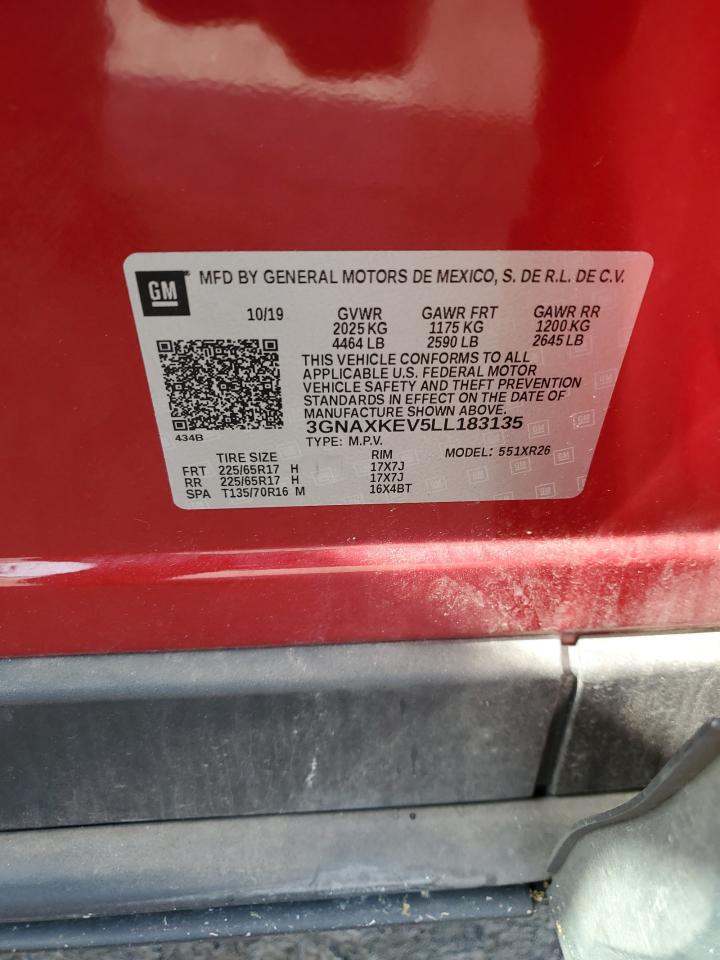 GM MFD BY GENERAL MOTORS DE MEXICO, S. DE R.L. DE C.V.
10/19 GVWR GAWR FRT GAWR RR
2025 KG 1175 KG 1200 KG
4464 LB 2590 LB 2645 LB
THIS VEHICLE CONFORMS TO ALL
APPLICABLE U.S. FEDERAL MOTOR
VEHICLE SAFETY AND THEFT PREVENTION
STANDARDS IN EFFECT ON THE DATE OF
MANUFACTURE SHOWN ABOVE.
3GNAXKEV5LL183135
434B
TYPE: M.P.V. MODEL: 551XR26
TIRE SIZE RIM
FRT 225/65R17 H 17X7J
RR 225/65R17 H 17X7J
SPA T135/70R16 M 16X4BT